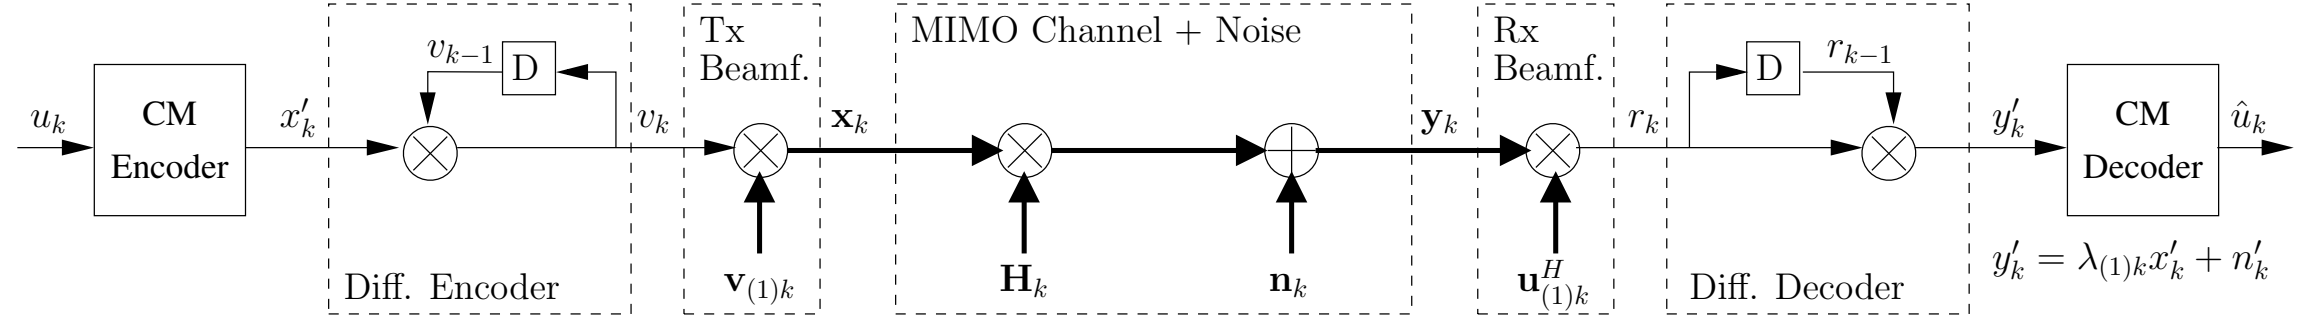 u_k
CM
Encoder
x'_k
v_{k−1}
D
v_k
Diff. Encoder
Tx
Beamf.
v_{(1)k}
x_k
MIMO Channel + Noise
H_k
n_k
y_k
Rx
Beamf.
u^H_{(1)k}
r_k
D
r_{k−1}
Diff. Decoder
y'_k
CM
Decoder
û_k
y'_k = λ_{(1)k}x'_k + n'_k